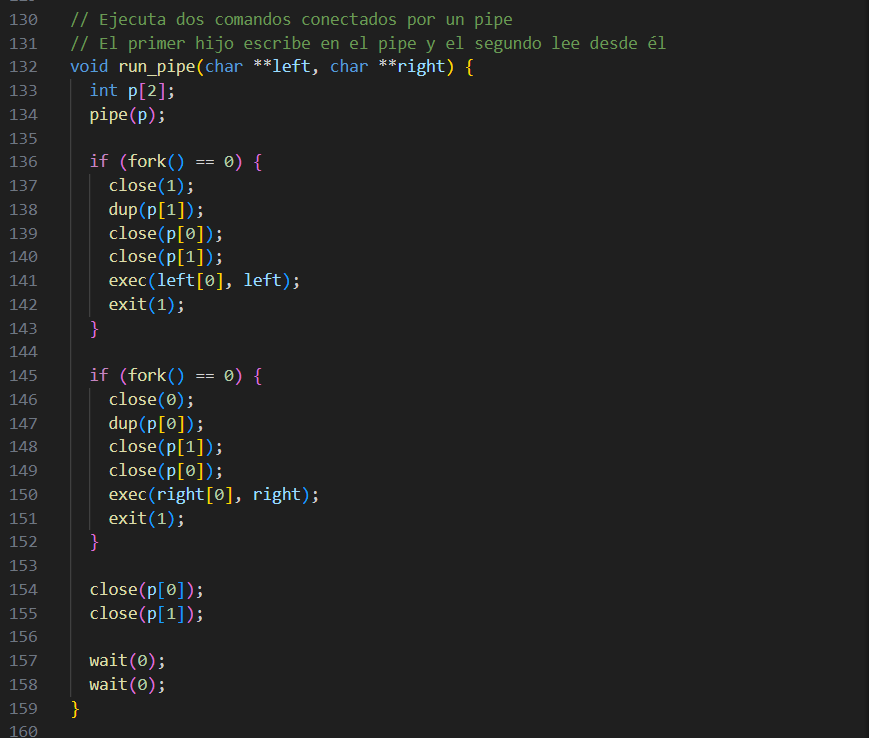 130 // Ejecuta dos comandos conectados por un pipe
131 // El primer hijo escribe en el pipe y el segundo lee desde él
132 void run_pipe(char **left, char **right) {
133 int p[2];
134 pipe(p);
135
136 if (fork() == 0) {
137 close(1);
138 dup(p[1]);
139 close(p[0]);
140 close(p[1]);
141 exec(left[0], left);
142 exit(1);
143 }
144
145 if (fork() == 0) {
146 close(0);
147 dup(p[0]);
148 close(p[1]);
149 close(p[0]);
150 exec(right[0], right);
151 exit(1);
152 }
153
154 close(p[0]);
155 close(p[1]);
156
157 wait(0);
158 wait(0);
159 }
160